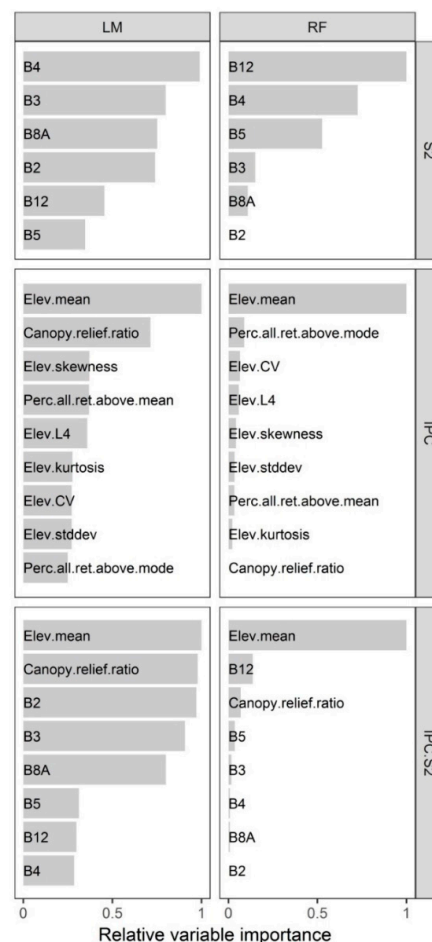 LM
RF
B4
B3
B8A
B2
B12
B5
B12
B4
B5
B3
B8A
B2
S2
Elev.mean
Canopy.relief.ratio
Elev.skewness
Perc.all.ret.above.mean
Elev.L4
Elev.kurtosis
Elev.CV
Elev.stddev
Perc.all.ret.above.mode
Elev.mean
Perc.all.ret.above.mode
Elev.CV
Elev.L4
Elev.skewness
Elev.stddev
Perc.all.ret.above.mean
Elev.kurtosis
Canopy.relief.ratio
IPC
Elev.mean
Canopy.relief.ratio
B2
B3
B8A
B5
B12
B4
Elev.mean
B12
Canopy.relief.ratio
B5
B3
B4
B8A
B2
IPC.S2
0 0.5 1
0 0.5 1
Relative variable importance